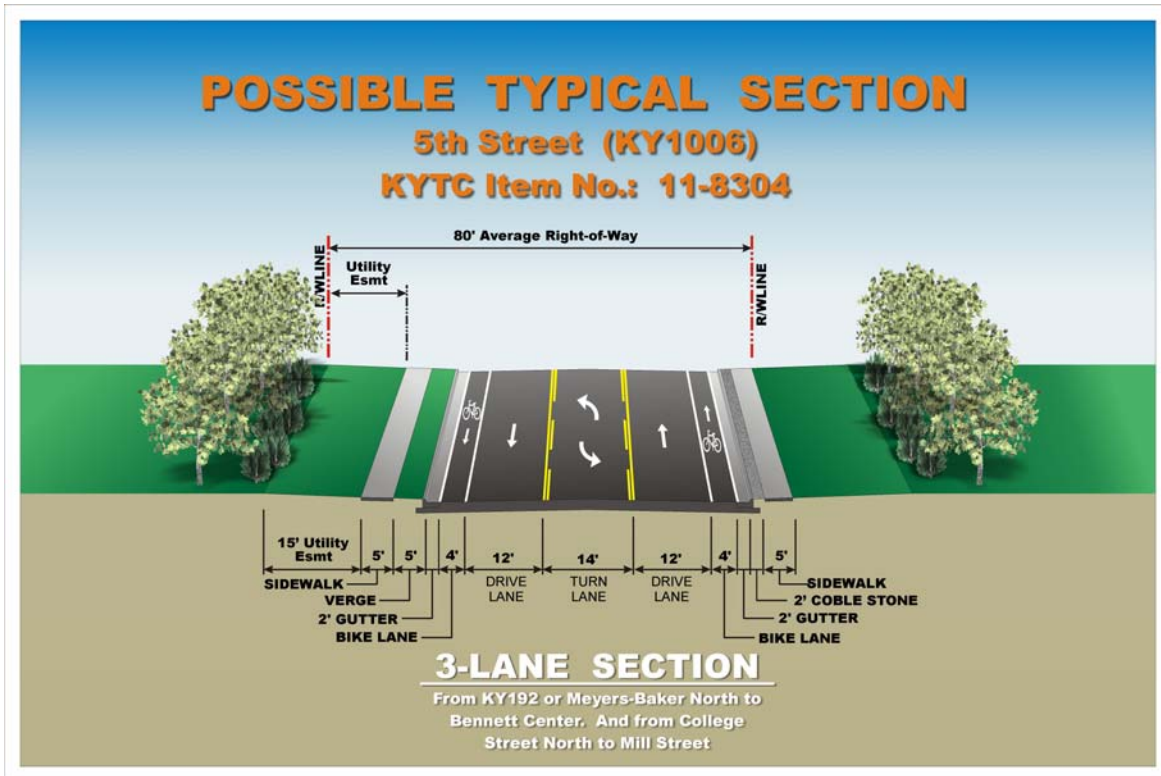 POSSIBLE TYPICAL SECTION
5th Street (KY1006)
KYTC Item No.: 11-8304
80' Average Right-of-Way
R/WLINE
Utility
Esmt
R/WLINE
15' Utility
Esmt
5'
5'
4'
12'
14'
12'
4'
5'
DRIVE
LANE
TURN
LANE
DRIVE
LANE
SIDEWALK
VERGE
2' GUTTER
BIKE LANE
SIDEWALK
2' COBLE STONE
2' GUTTER
BIKE LANE
3-LANE SECTION
From KY192 or Meyers-Baker North to
Bennett Center. And from College
Street North to Mill Street